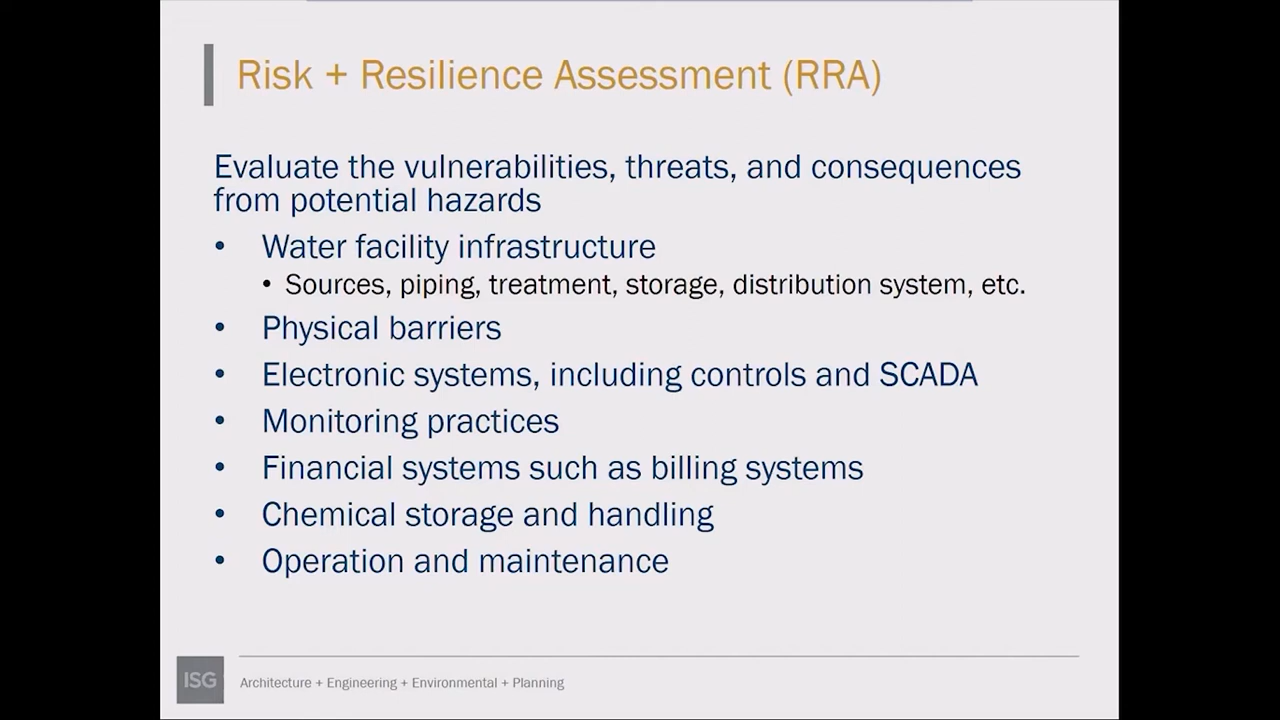 Risk + Resilience Assessment (RRA)
Evaluate the vulnerabilities, threats, and consequences
from potential hazards
• Water facility infrastructure
• Sources, piping, treatment, storage, distribution system, etc.
• Physical barriers
• Electronic systems, including controls and SCADA
• Monitoring practices
• Financial systems such as billing systems
• Chemical storage and handling
• Operation and maintenance
ISG Architecture + Engineering + Environmental + Planning